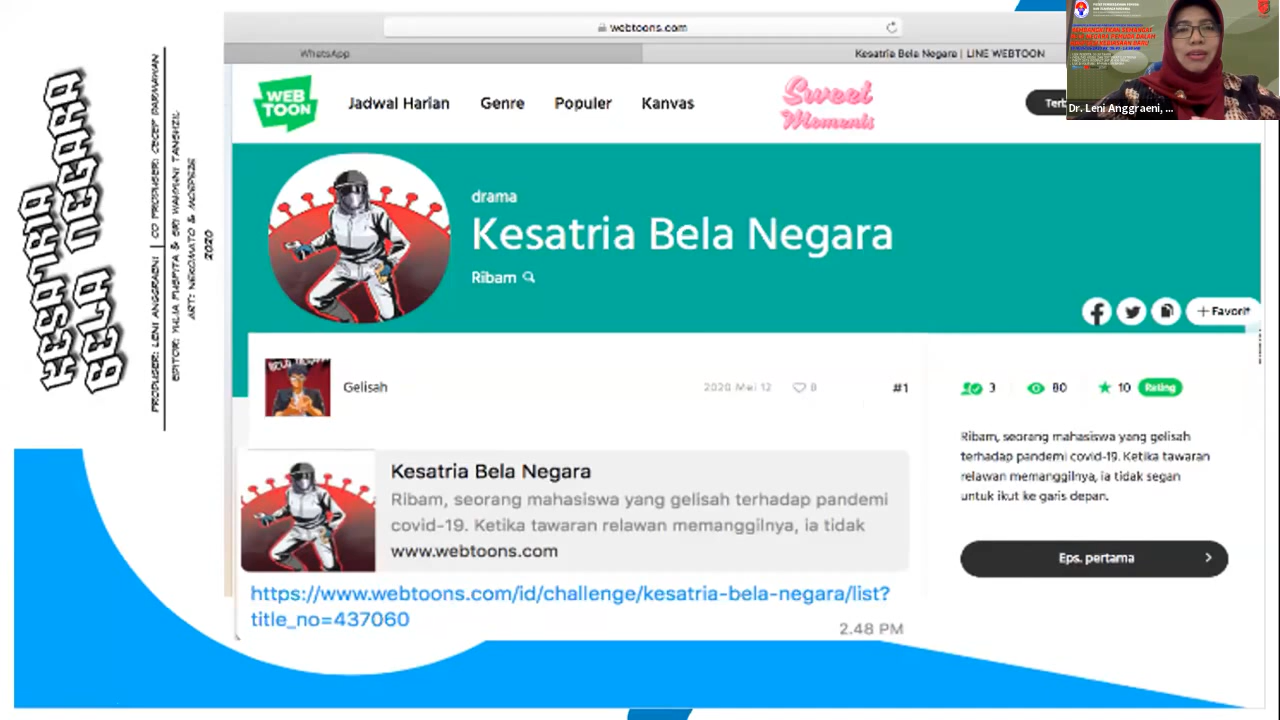 KESATRIA
BELA NEGARA
PRODUSER: LENI ANGGRAENI | CO PRODUSER: CECEP DARMAWAN
EDITOR: YULIA PUSPITA & SRI WAHYUNI TANSHZIL
ART: NEKOMATO & MOEPEZE
2020
webtoons.com
WhatsApp
Kesatria Bela Negara | LINE WEBTOON
WEB
TOON
Jadwal Harian
Genre
Populer
Kanvas
Sweet
Moments
Terb
Dr. Leni Anggraeni, ...
drama
Kesatria Bela Negara
Ribam
+ Favorit
Gelisah
2020 Mei 12
0
#1
3
80
10
Rating
Ribam, seorang mahasiswa yang gelisah
terhadap pandemi covid-19. Ketika tawaran
relawan memanggilnya, ia tidak segan
untuk ikut ke garis depan.
Eps. pertama
Kesatria Bela Negara
Ribam, seorang mahasiswa yang gelisah terhadap pandemi
covid-19. Ketika tawaran relawan memanggilnya, ia tidak
www.webtoons.com
https://www.webtoons.com/id/challenge/kesatria-bela-negara/list?
title_no=437060
2.48 PM